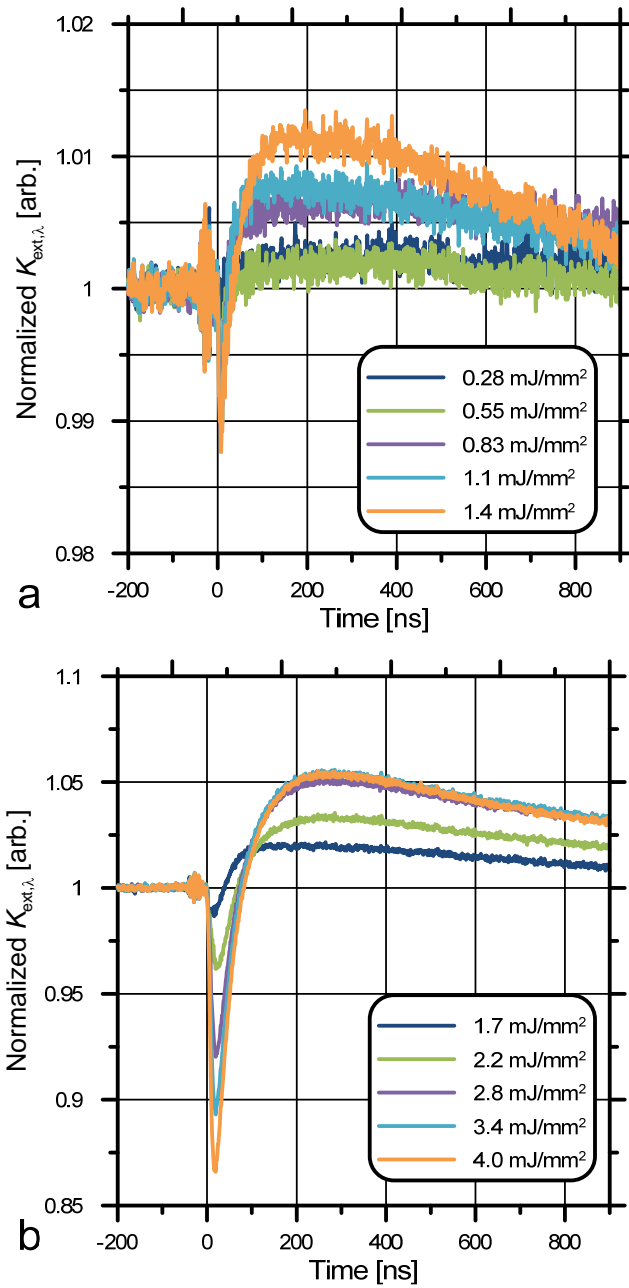 1.02
1.01
1
0.99
0.98
Normalized K_ext,λ [arb.]
0.28 mJ/mm²
0.55 mJ/mm²
0.83 mJ/mm²
1.1 mJ/mm²
1.4 mJ/mm²
-200 0 200 400 600 800
Time [ns]
a
1.1
1.05
1
0.95
0.9
0.85
Normalized K_ext,λ [arb.]
1.7 mJ/mm²
2.2 mJ/mm²
2.8 mJ/mm²
3.4 mJ/mm²
4.0 mJ/mm²
-200 0 200 400 600 800
Time [ns]
b